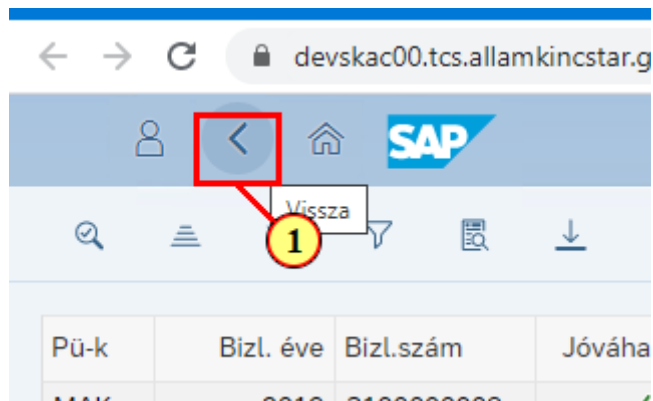 devskac00.tcs.allamkincstar.g
SAP
Vissza
1
Pü-k Bizl. éve Bizl.szám Jóváha